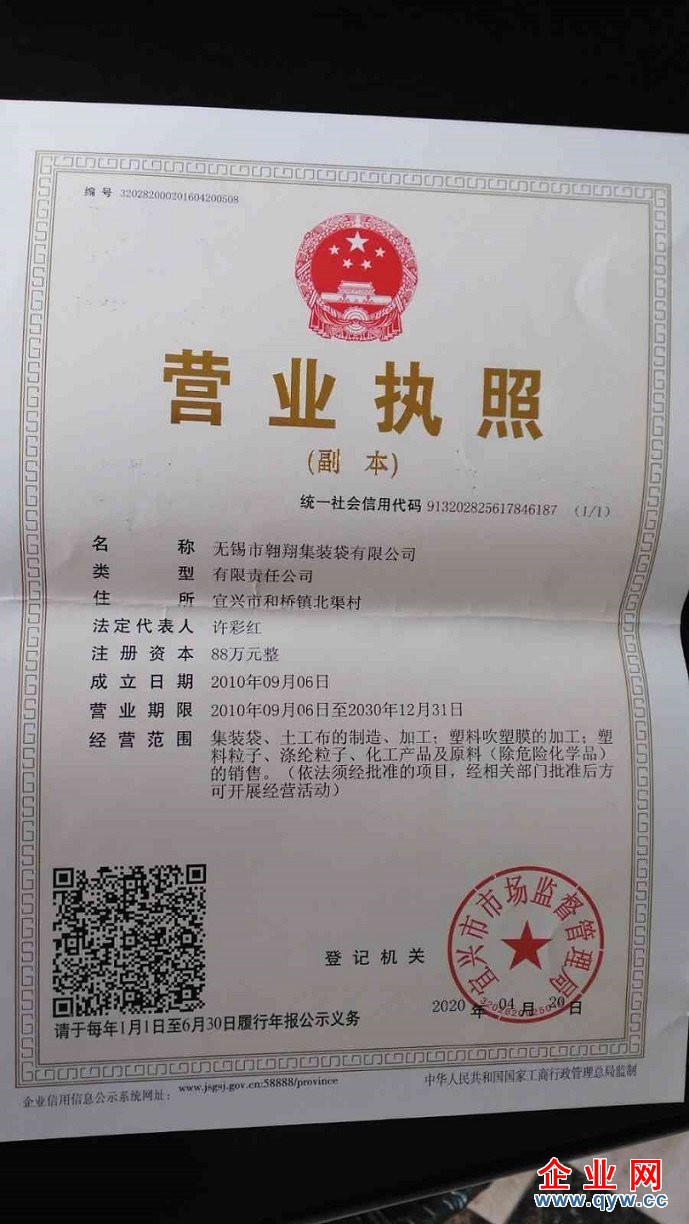 编 号 320282000201604200508
营业执照
(副 本)
统一社会信用代码 913202825617846187 (1/1)
名 称 无锡市翱翔集装袋有限公司
类 型 有限责任公司
住 所 宜兴市和桥镇北渠村
法定代表人 许彩红
注册资本 88万元整
成立日期 2010年09月06日
营业期限 2010年09月06日至2030年12月31日
经营范围 集装袋、土工布的制造、加工；塑料吹塑膜的加工；塑
料粒子、涤纶粒子、化工产品及原料（除危险化学品）
的销售。（依法须经批准的项目，经相关部门批准后方
可开展经营活动）
宜兴市市场监督管理局
登记机关
2020 年 04 月 20 日
请于每年1月1日至6月30日履行年报公示义务
企业信用信息公示系统网址： www.jsgsj.gov.cn:58888/province
中华人民共和国国家工商行政管理总局监制
企业网
www.qyw.cc